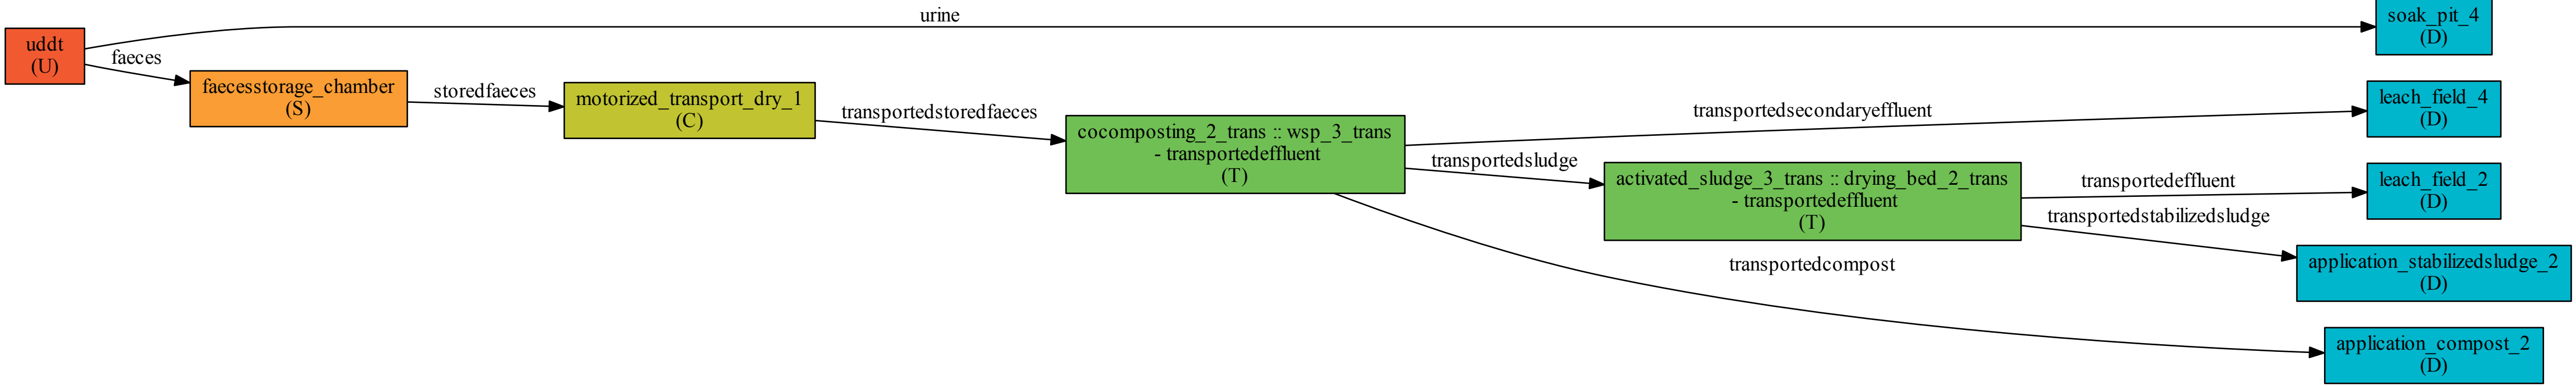 urine
soak_pit_4
(D)
uddt
(U)
faeces
faecesstorage_chamber
(S)
storedfaeces
motorized_transport_dry_1
(C)
transportedstoredfaeces
cocomposting_2_trans :: wsp_3_trans
- transportedeffluent
(T)
transportedsecondaryeffluent
leach_field_4
(D)
transportedsludge
activated_sludge_3_trans :: drying_bed_2_trans
- transportedeffluent
(T)
transportedeffluent
leach_field_2
(D)
transportedstabilizedsludge
application_stabilizedsludge_2
(D)
transportedcompost
application_compost_2
(D)